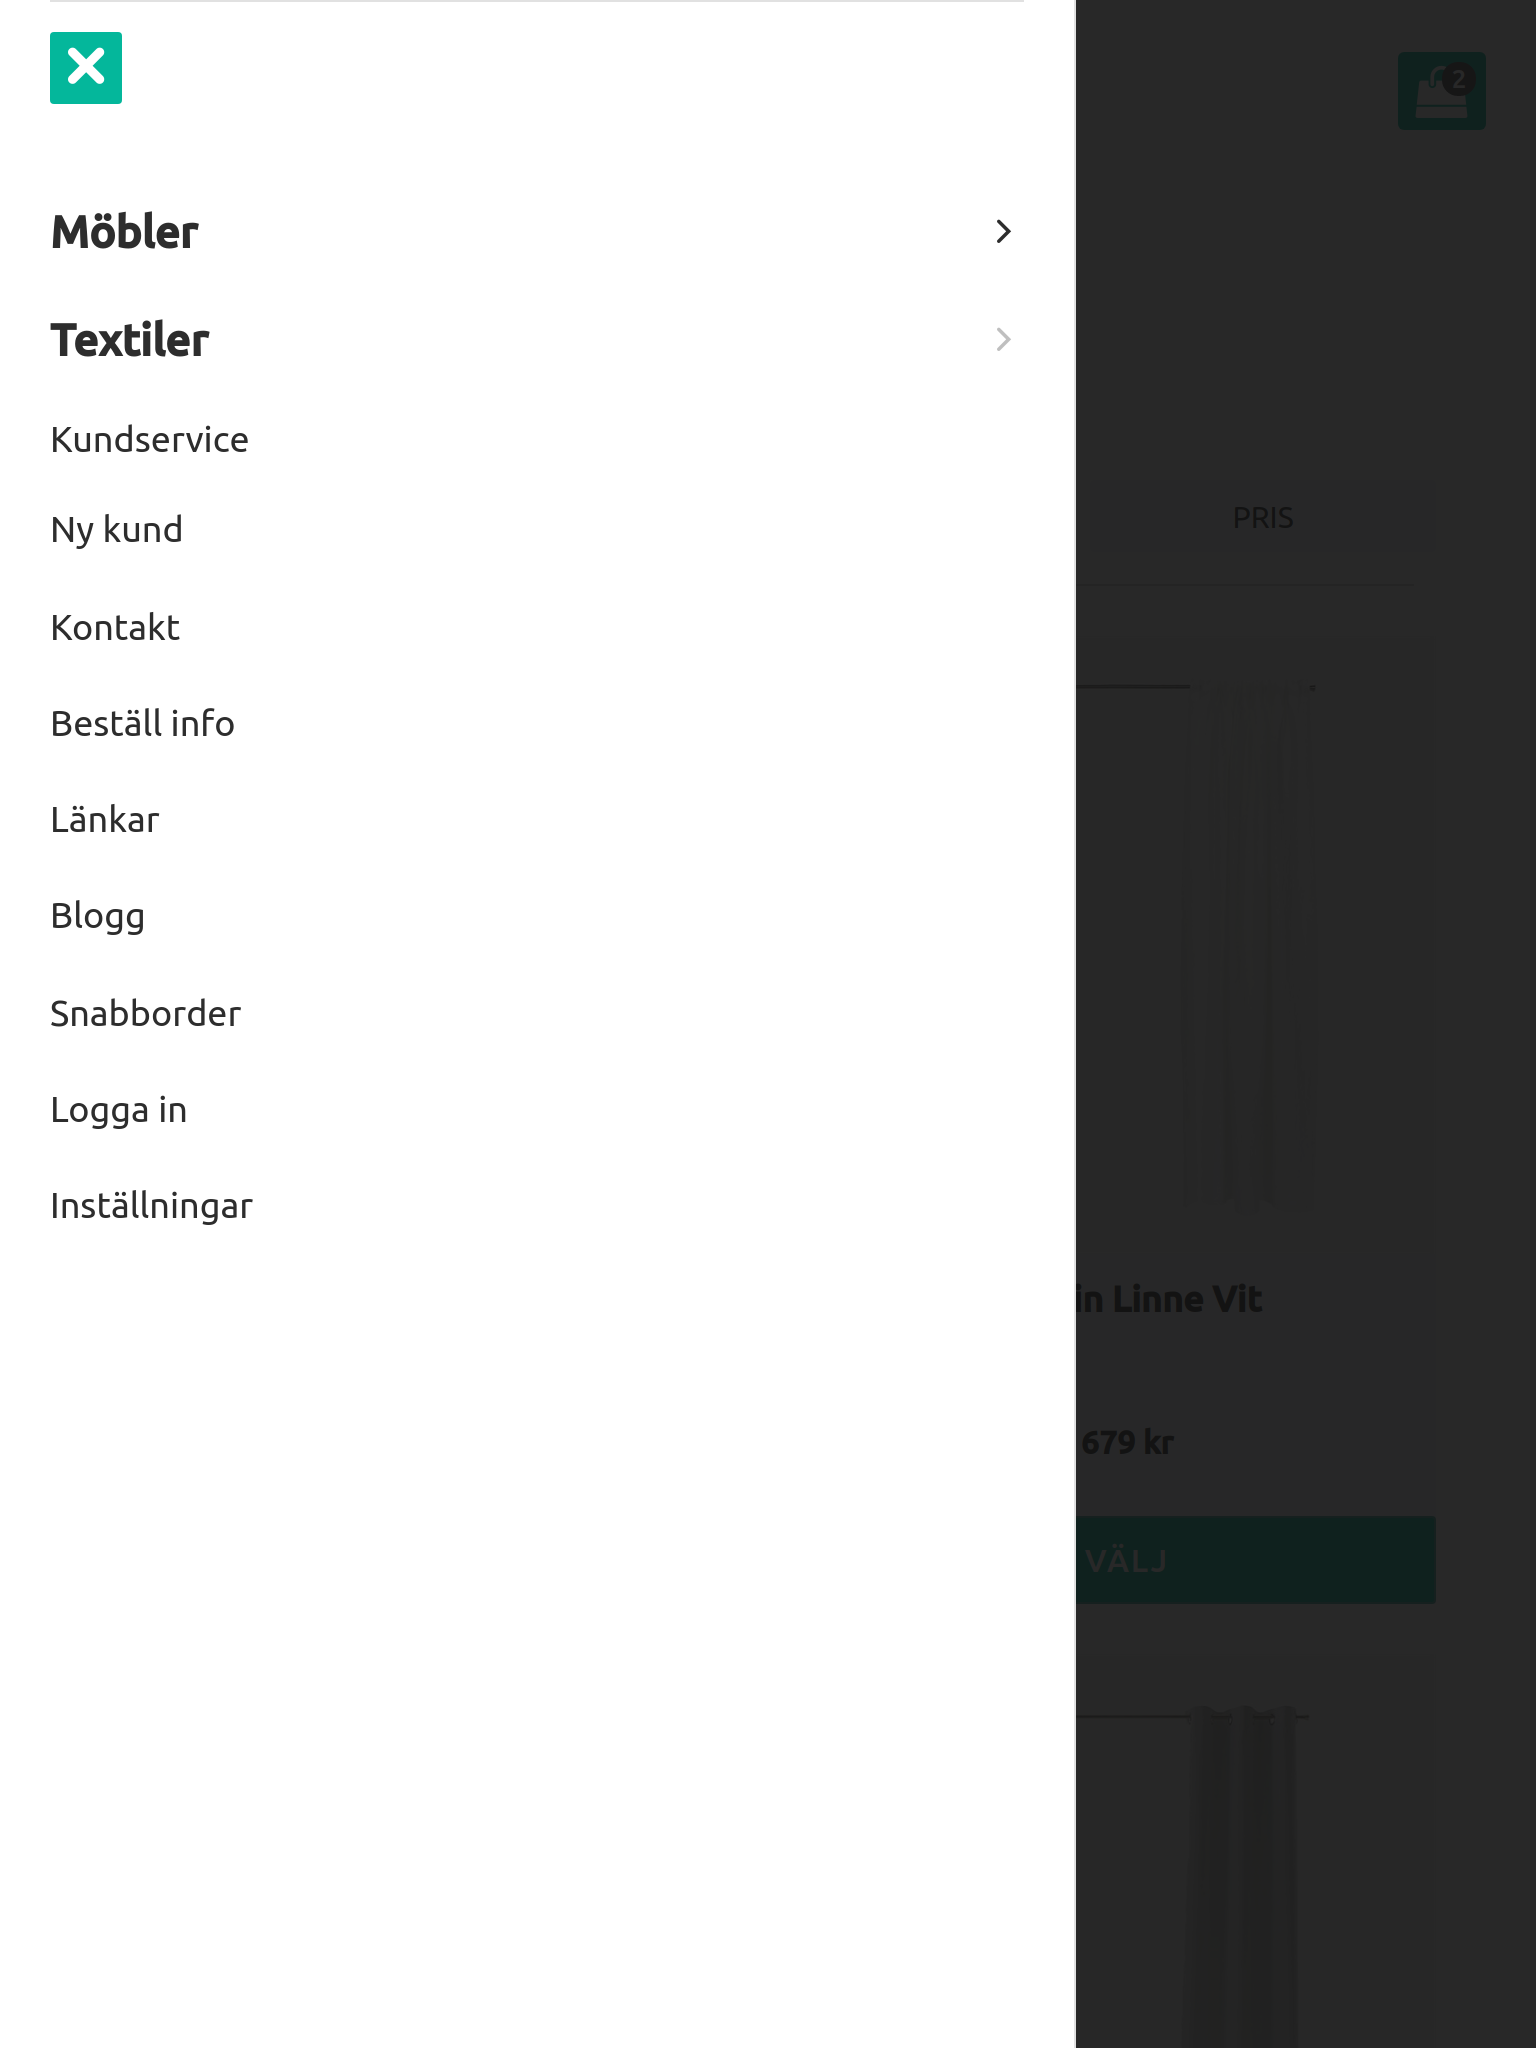 2
Möbler
Textiler
Kundservice
Ny kund
Kontakt
Beställ info
Länkar
Blogg
Snabborder
Logga in
Inställningar
PRIS
in Linne Vit
679 kr
VÄLJ